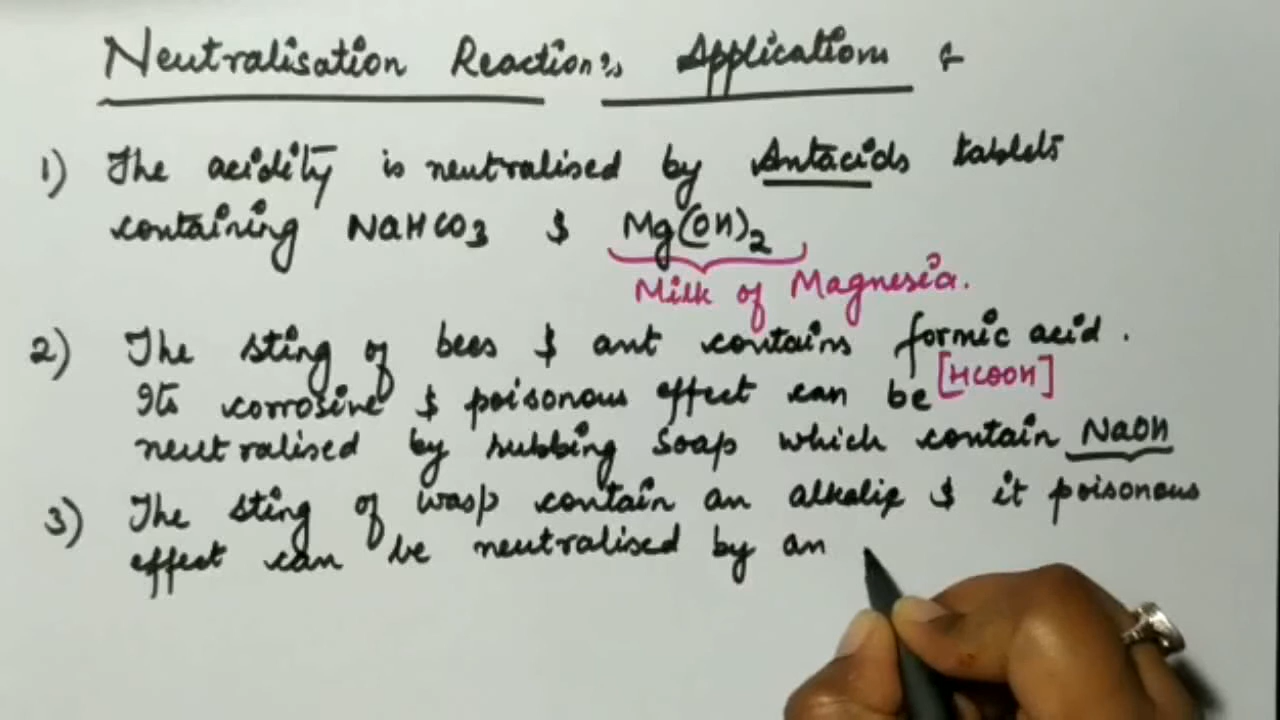 Neutralisation Reactions Applications :-
1) The acidity is neutralised by Antacids tablets
containing NaHCO3 & Mg(OH)2
Milk of Magnesia.
2) The sting of bees & ant contains formic acid.
[HCOOH]
Its corrosive & poisonous effect can be
neutralised by rubbing soap which contain NaOH
3) The sting of wasp contain an alkali & it poisonous
effect can be neutralised by an